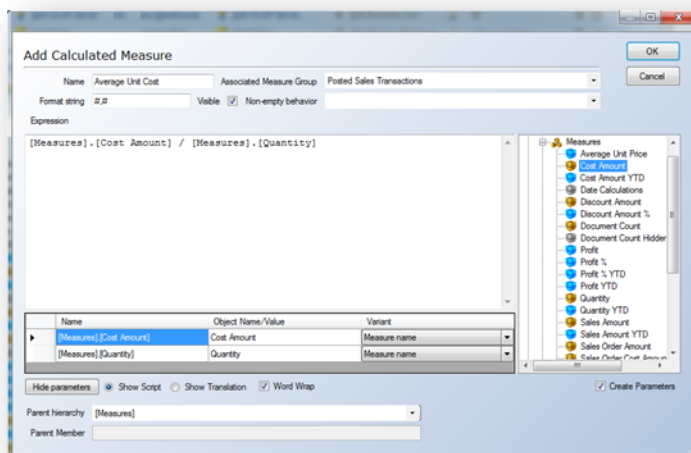 Add Calculated Measure
OK
Cancel
Name Average Unit Cost Associated Measure Group Posted Sales Transactions
Format string #,# Visible Non-empty behavior
Expression
[Measures].[Cost Amount] / [Measures].[Quantity]
Measures
Average Unit Price
Cost Amount
Cost Amount YTD
Date Calculations
Discount Amount
Discount Amount %
Document Count
Document Count Hidden
Profit
Profit %
Profit % YTD
Profit YTD
Quantity
Quantity YTD
Sales Amount
Sales Amount YTD
Sales Order Amount
Sales Order Cost Amoun
Name Object Name/Value Variant
[Measures].[Cost Amount] Cost Amount Measure name
[Measures].[Quantity] Quantity Measure name
Hide parameters Show Script Show Translation Word Wrap Create Parameters
Parent hierarchy [Measures]
Parent Member